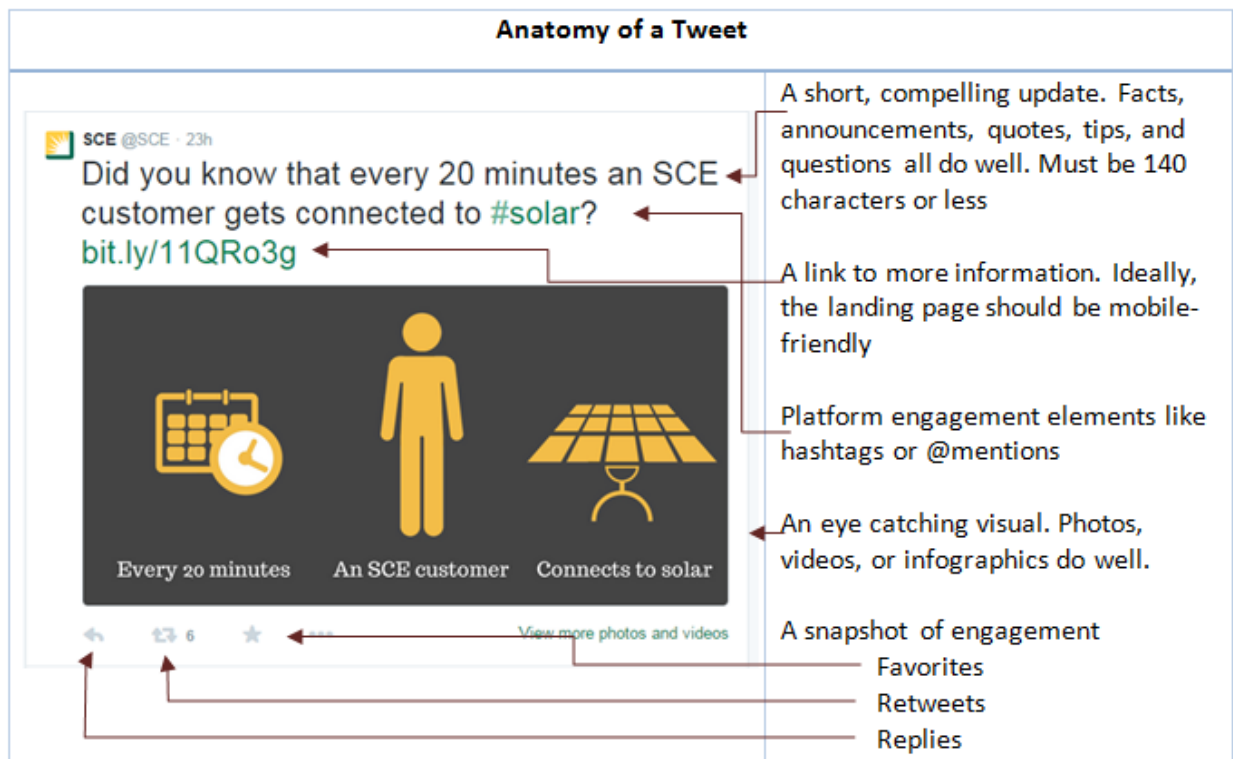 Anatomy of a Tweet
SCE @SCE · 23h
Did you know that every 20 minutes an SCE
customer gets connected to #solar?
bit.ly/11QRo3g
Every 20 minutes
An SCE customer
Connects to solar
6
View more photos and videos
A short, compelling update. Facts,
announcements, quotes, tips, and
questions all do well. Must be 140
characters or less
A link to more information. Ideally,
the landing page should be mobile-
friendly
Platform engagement elements like
hashtags or @mentions
An eye catching visual. Photos,
videos, or infographics do well.
A snapshot of engagement
Favorites
Retweets
Replies